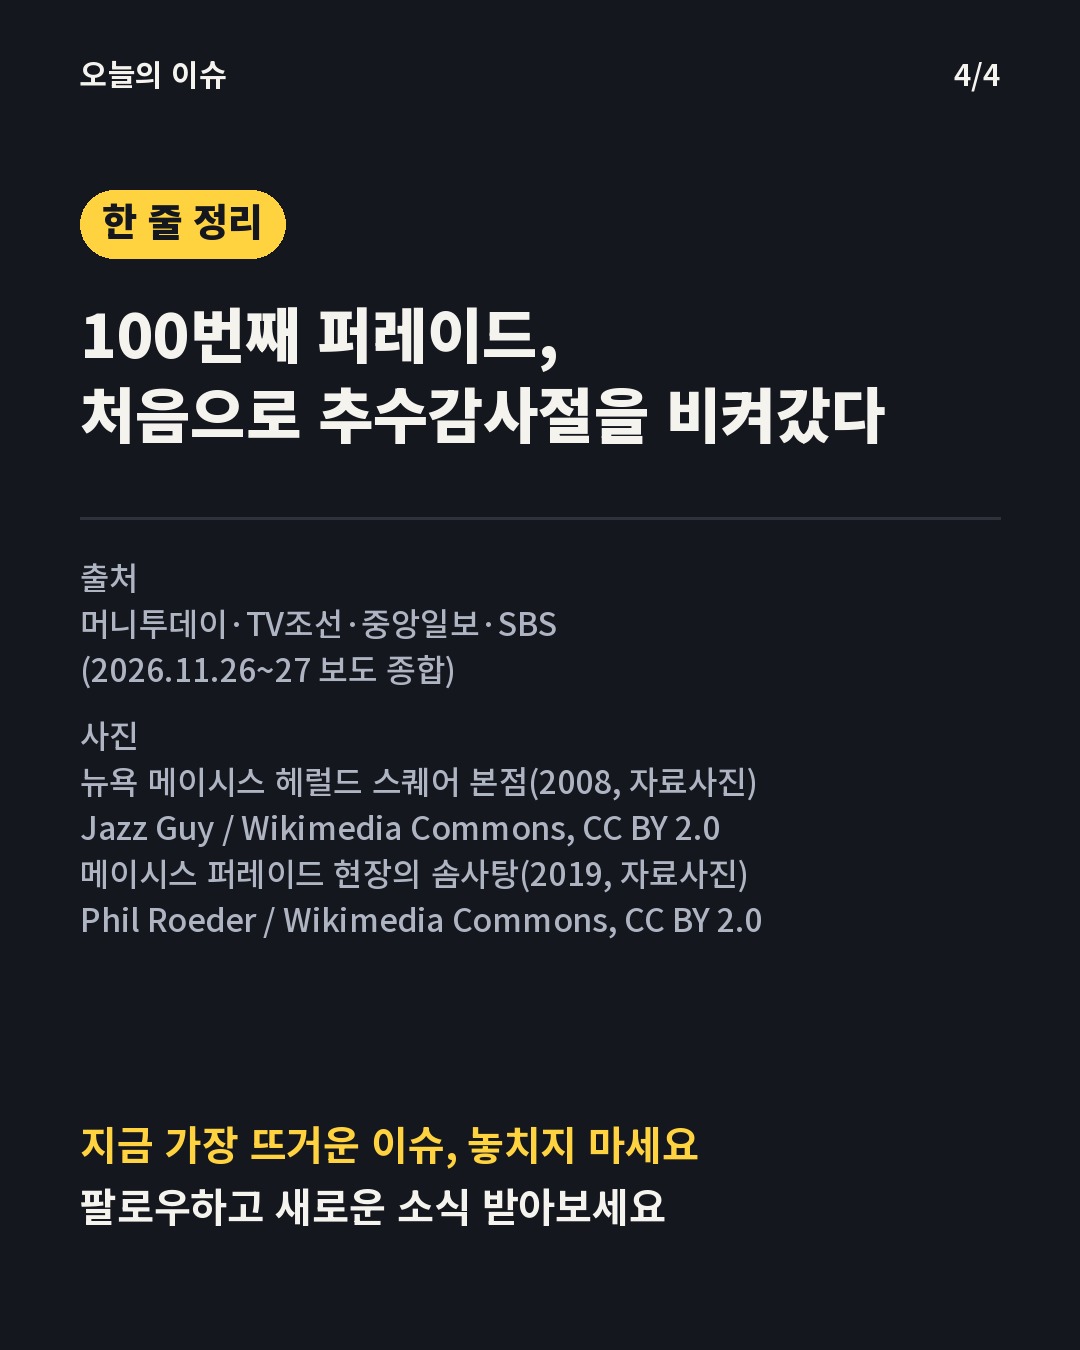 오늘의 이슈
4/4
한 줄 정리
100번째 퍼레이드,
처음으로 추수감사절을 비켜갔다
출처
머니투데이·TV조선·중앙일보·SBS
(2026.11.26~27 보도 종합)
사진
뉴욕 메이시스 헤럴드 스퀘어 본점(2008, 자료사진)
Jazz Guy / Wikimedia Commons, CC BY 2.0
메이시스 퍼레이드 현장의 솜사탕(2019, 자료사진)
Phil Roeder / Wikimedia Commons, CC BY 2.0
지금 가장 뜨거운 이슈, 놓치지 마세요
팔로우하고 새로운 소식 받아보세요